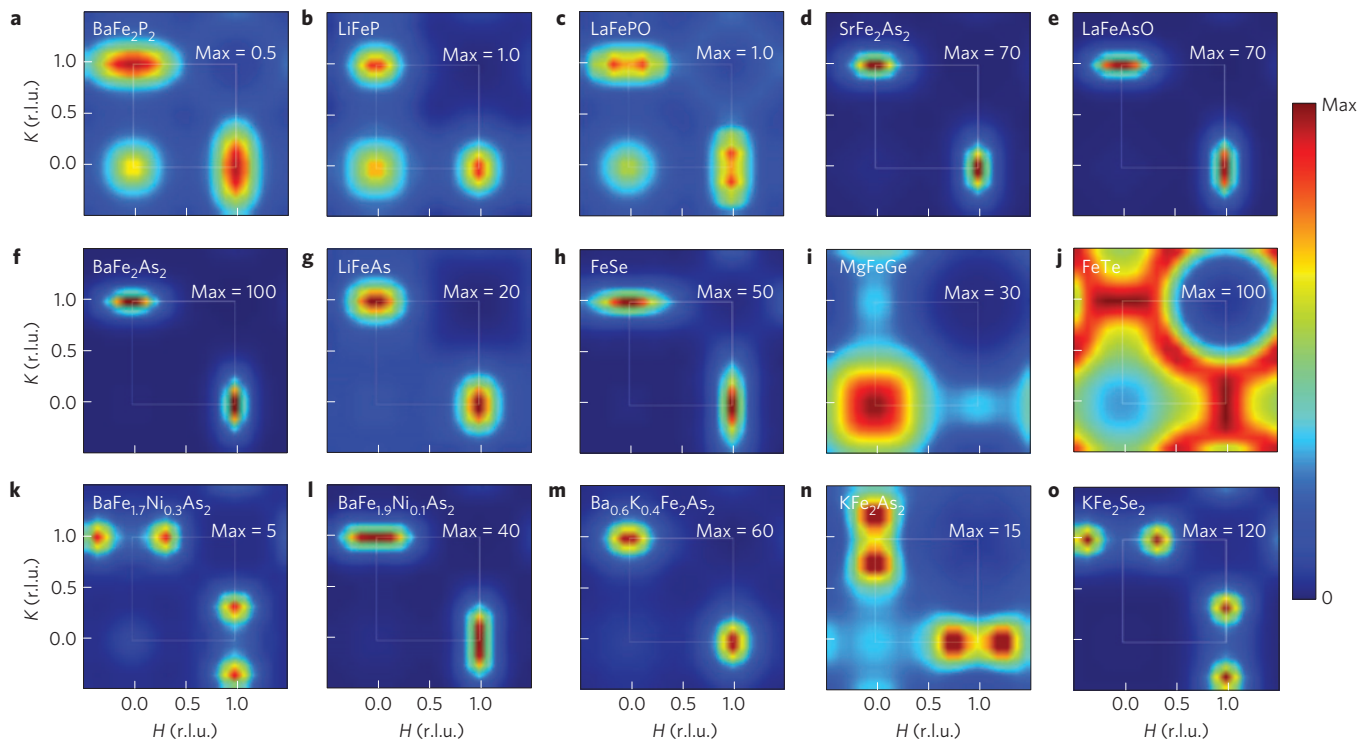 a BaFe₂P₂ Max = 0.5
b LiFeP Max = 1.0
c LaFePO Max = 1.0
d SrFe₂As₂ Max = 70
e LaFeAsO Max = 70
K (r.l.u.) 1.0 0.5 0.0
Max
f BaFe₂As₂ Max = 100
g LiFeAs Max = 20
h FeSe Max = 50
i MgFeGe Max = 30
j FeTe Max = 100
K (r.l.u.) 1.0 0.5 0.0
k BaFe₁.₇Ni₀.₃As₂ Max = 5
l BaFe₁.₉Ni₀.₁As₂ Max = 40
m Ba₀.₆K₀.₄Fe₂As₂ Max = 60
n KFe₂As₂ Max = 15
o KFe₂Se₂ Max = 120
0
K (r.l.u.) 1.0 0.5 0.0
0.0 0.5 1.0
0.0 0.5 1.0
0.0 0.5 1.0
0.0 0.5 1.0
0.0 0.5 1.0
H (r.l.u.)
H (r.l.u.)
H (r.l.u.)
H (r.l.u.)
H (r.l.u.)